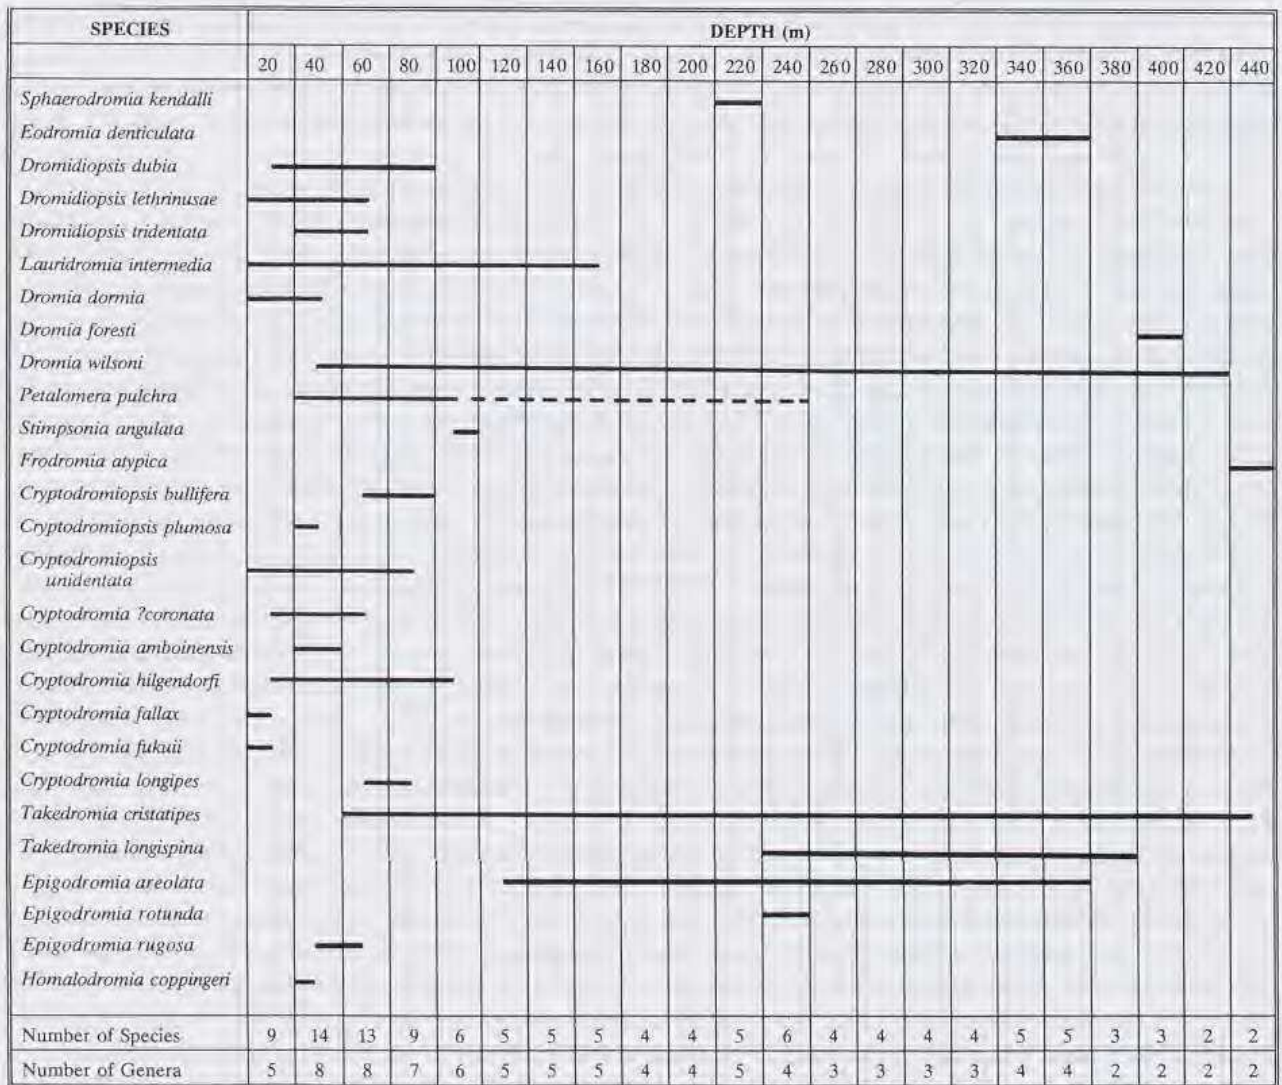 SPECIES DEPTH (m)
20 40 60 80 100 120 140 160 180 200 220 240 260 280 300 320 340 360 380 400 420 440
Sphaerodromia kendalli
Eodromia denticulata
Dromidiopsis dubia
Dromidiopsis lethrinusae
Dromidiopsis tridentata
Lauridromia intermedia
Dromia dormia
Dromia foresti
Dromia wilsoni
Petalomera pulchra
Stimpsonia angulata
Frodromia atypica
Cryptodromiopsis bullifera
Cryptodromiopsis plumosa
Cryptodromiopsis
unidentata
Cryptodromia ?coronata
Cryptodromia amboinensis
Cryptodromia hilgendorfi
Cryptodromia fallax
Cryptodromia fukuii
Cryptodromia longipes
Takedromia cristatipes
Takedromia longispina
Epigodromia areolata
Epigodromia rotunda
Epigodromia rugosa
Homalodromia coppingeri
Number of Species 9 14 13 9 6 5 5 5 4 4 5 6 4 4 4 4 5 5 3 3 2 2
Number of Genera 5 8 8 7 6 5 5 5 4 4 5 4 3 3 3 3 4 4 2 2 2 2